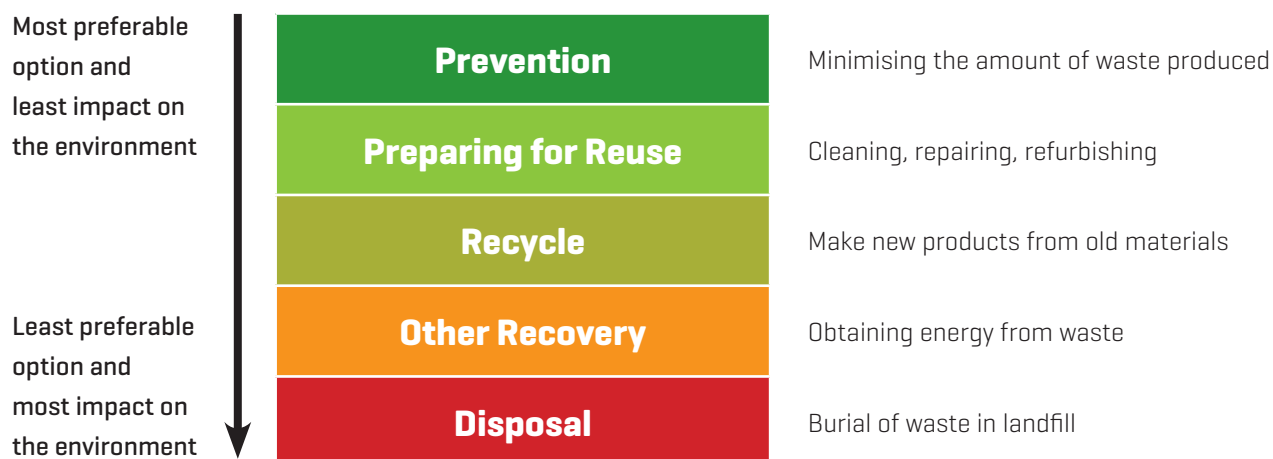 Most preferable
option and
least impact on
the environment
Prevention
Minimising the amount of waste produced
Preparing for Reuse
Cleaning, repairing, refurbishing
Recycle
Make new products from old materials
Least preferable
option and
most impact on
the environment
Other Recovery
Obtaining energy from waste
Disposal
Burial of waste in landfill